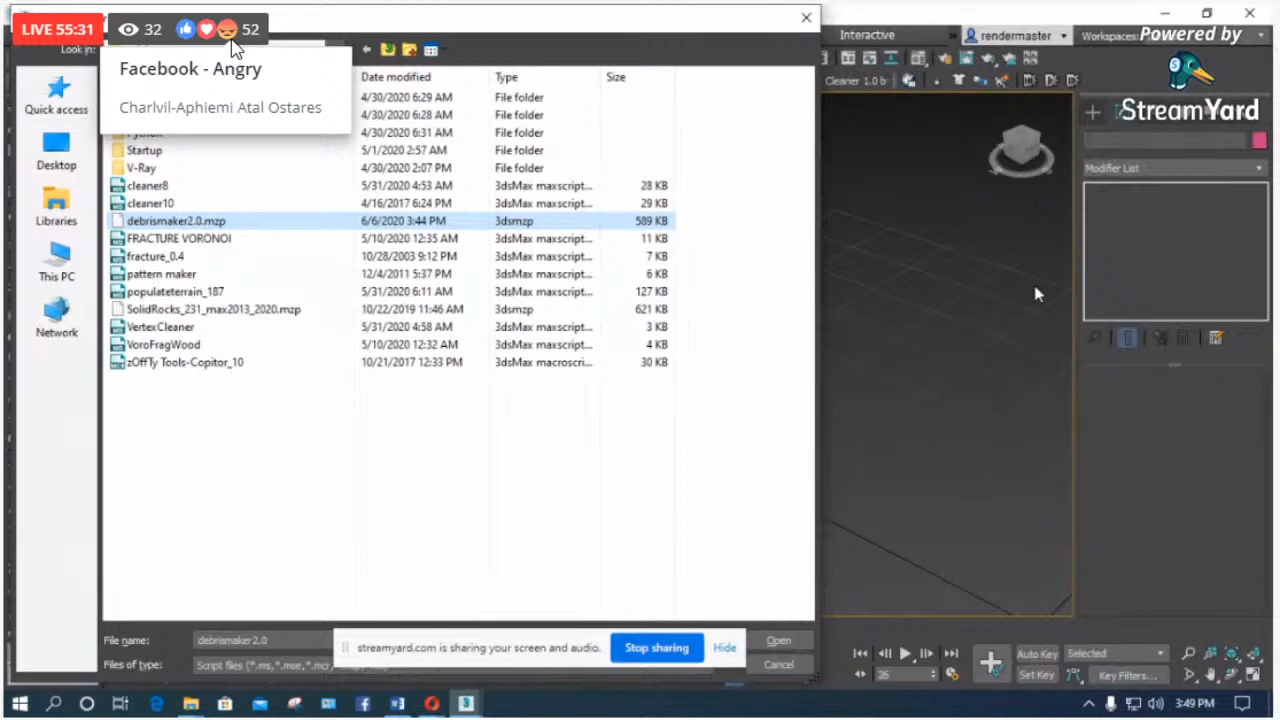 LIVE 55:31 32 52
Look in:
Facebook - Angry
Charlvil-Aphiemi Atal Ostares
Interactive
rendermaster
Workspaces:
Powered by
StreamYard
Cleaner 1.0 b
Modifier List
Quick access
Desktop
Libraries
This PC
Network
Date modified Type Size
4/30/2020 6:29 AM File folder
4/30/2020 6:28 AM File folder
4/30/2020 6:31 AM File folder
Startup 5/1/2020 2:57 AM File folder
V-Ray 4/30/2020 2:07 PM File folder
cleaner8 5/31/2020 4:53 AM 3dsMax maxscript... 28 KB
cleaner10 4/16/2017 6:24 PM 3dsMax maxscript... 29 KB
debrismaker2.0.mzp 6/6/2020 3:44 PM 3dsmzp 589 KB
FRACTURE VORONOI 5/10/2020 12:35 AM 3dsMax maxscript... 11 KB
fracture_0.4 10/28/2003 9:12 PM 3dsMax maxscript... 7 KB
pattern maker 12/4/2011 5:37 PM 3dsMax maxscript... 6 KB
populateterrain_187 5/31/2020 6:11 AM 3dsMax maxscript... 127 KB
SolidRocks_231_max2013_2020.mzp 10/22/2019 11:46 AM 3dsmzp 621 KB
VertexCleaner 5/31/2020 4:58 AM 3dsMax maxscript... 3 KB
VoroFragWood 5/10/2020 12:32 AM 3dsMax maxscript... 4 KB
zOffTy Tools-Copitor_10 10/21/2017 12:33 PM 3dsMax macroscri... 30 KB
File name: debrismaker2.0
Open
Files of type: Script files (*.ms,*.mse,*.mcr
Cancel
streamyard.com is sharing your screen and audio.
Stop sharing
Hide
Auto Key Selected
26 Set Key Key Filters...
3:49 PM